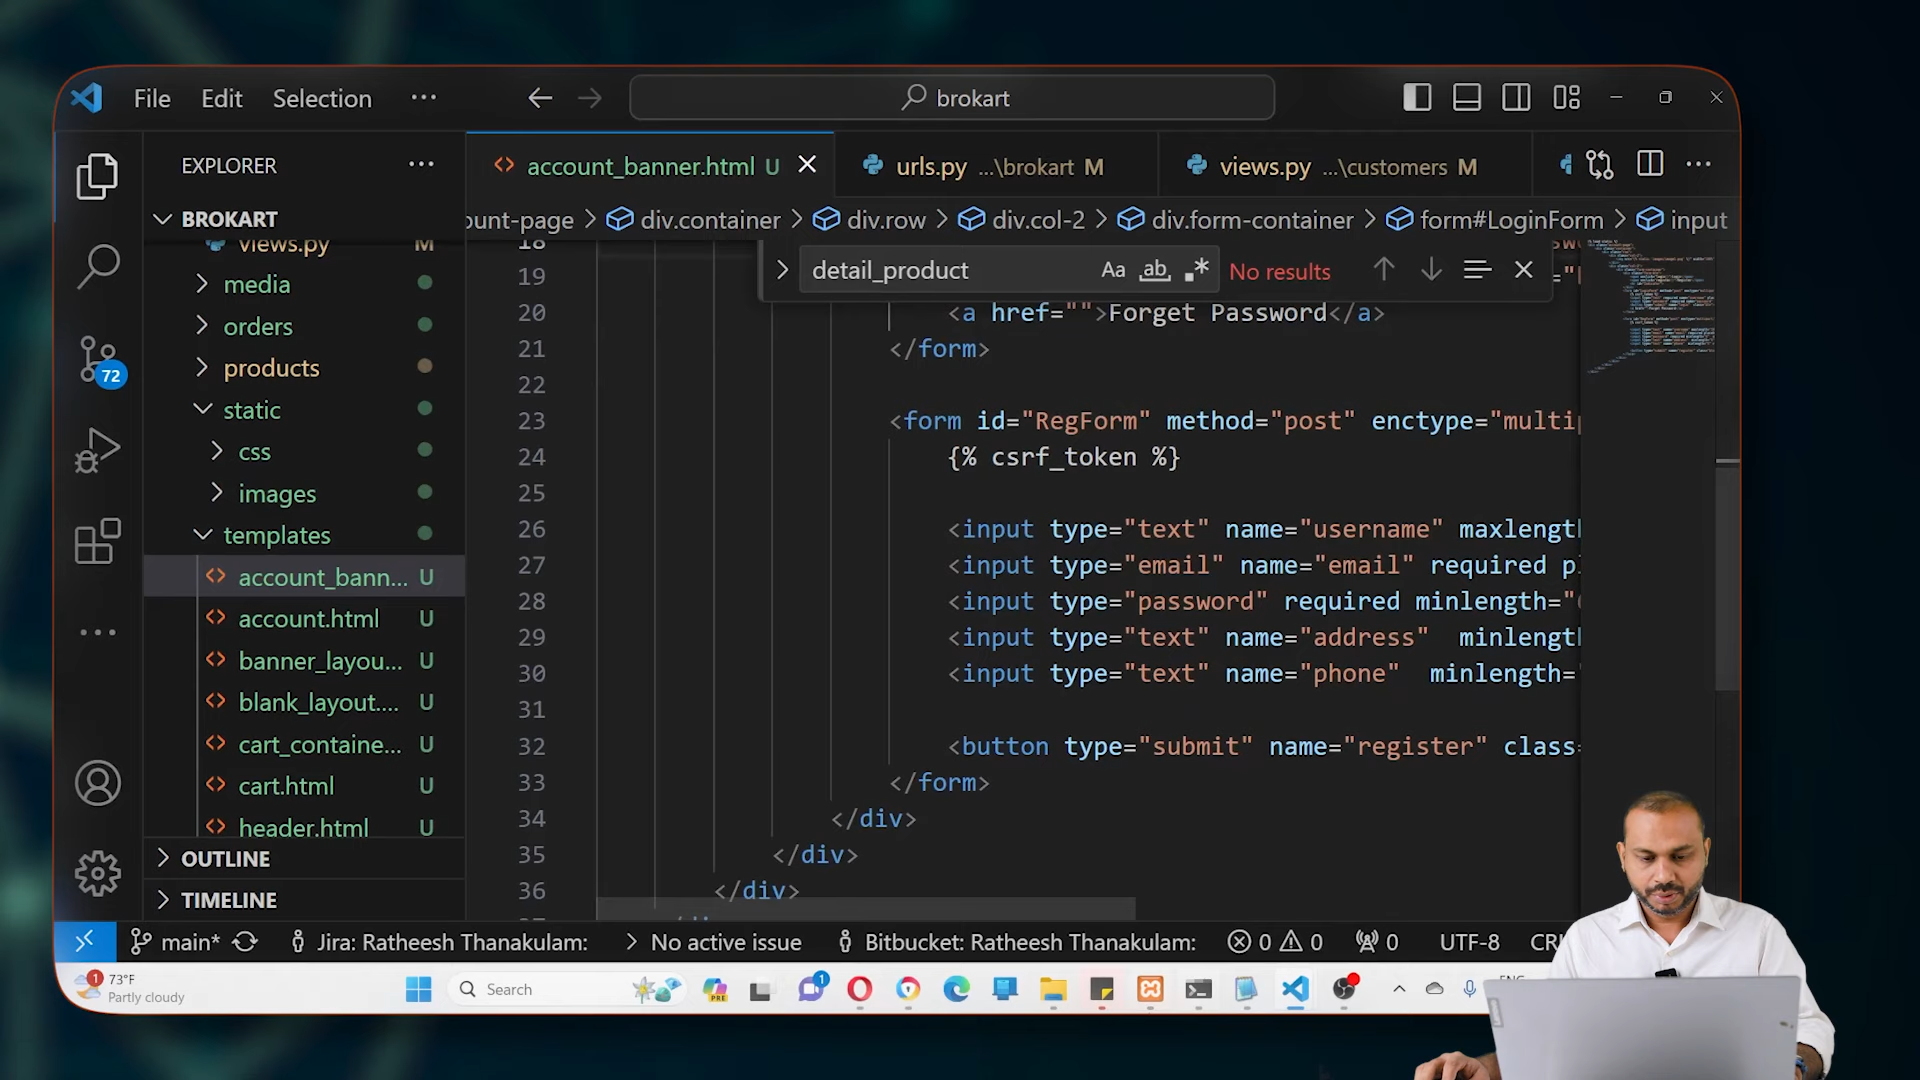 File Edit Selection ··· brokart
EXPLORER ···
account_banner.html U
urls.py ...\brokart M
views.py ...\customers M
BROKART
views.py M
media
orders
products
static
css
images
templates
account_bann... U
account.html U
banner_layou... U
blank_layout.... U
cart_containe... U
cart.html U
header.html U
OUTLINE
TIMELINE
72
ount-page > div.container > div.row > div.col-2 > div.form-container > form#LoginForm > input
detail_product Aa ab No results
18
19
20 <a href="">Forget Password</a>
21 </form>
22
23 <form id="RegForm" method="post" enctype="multip
24 {% csrf_token %}
25
26 <input type="text" name="username" maxlength
27 <input type="email" name="email" required p
28 <input type="password" required minlength="
29 <input type="text" name="address"  minlength
30 <input type="text" name="phone"  minlength=
31
32 <button type="submit" name="register" class=
33 </form>
34 </div>
35 </div>
36 </div>
main* Jira: Ratheesh Thanakulam: > No active issue Bitbucket: Ratheesh Thanakulam: 0 0 0 UTF-8
1 73°F
Partly cloudy
Search
PRE
1